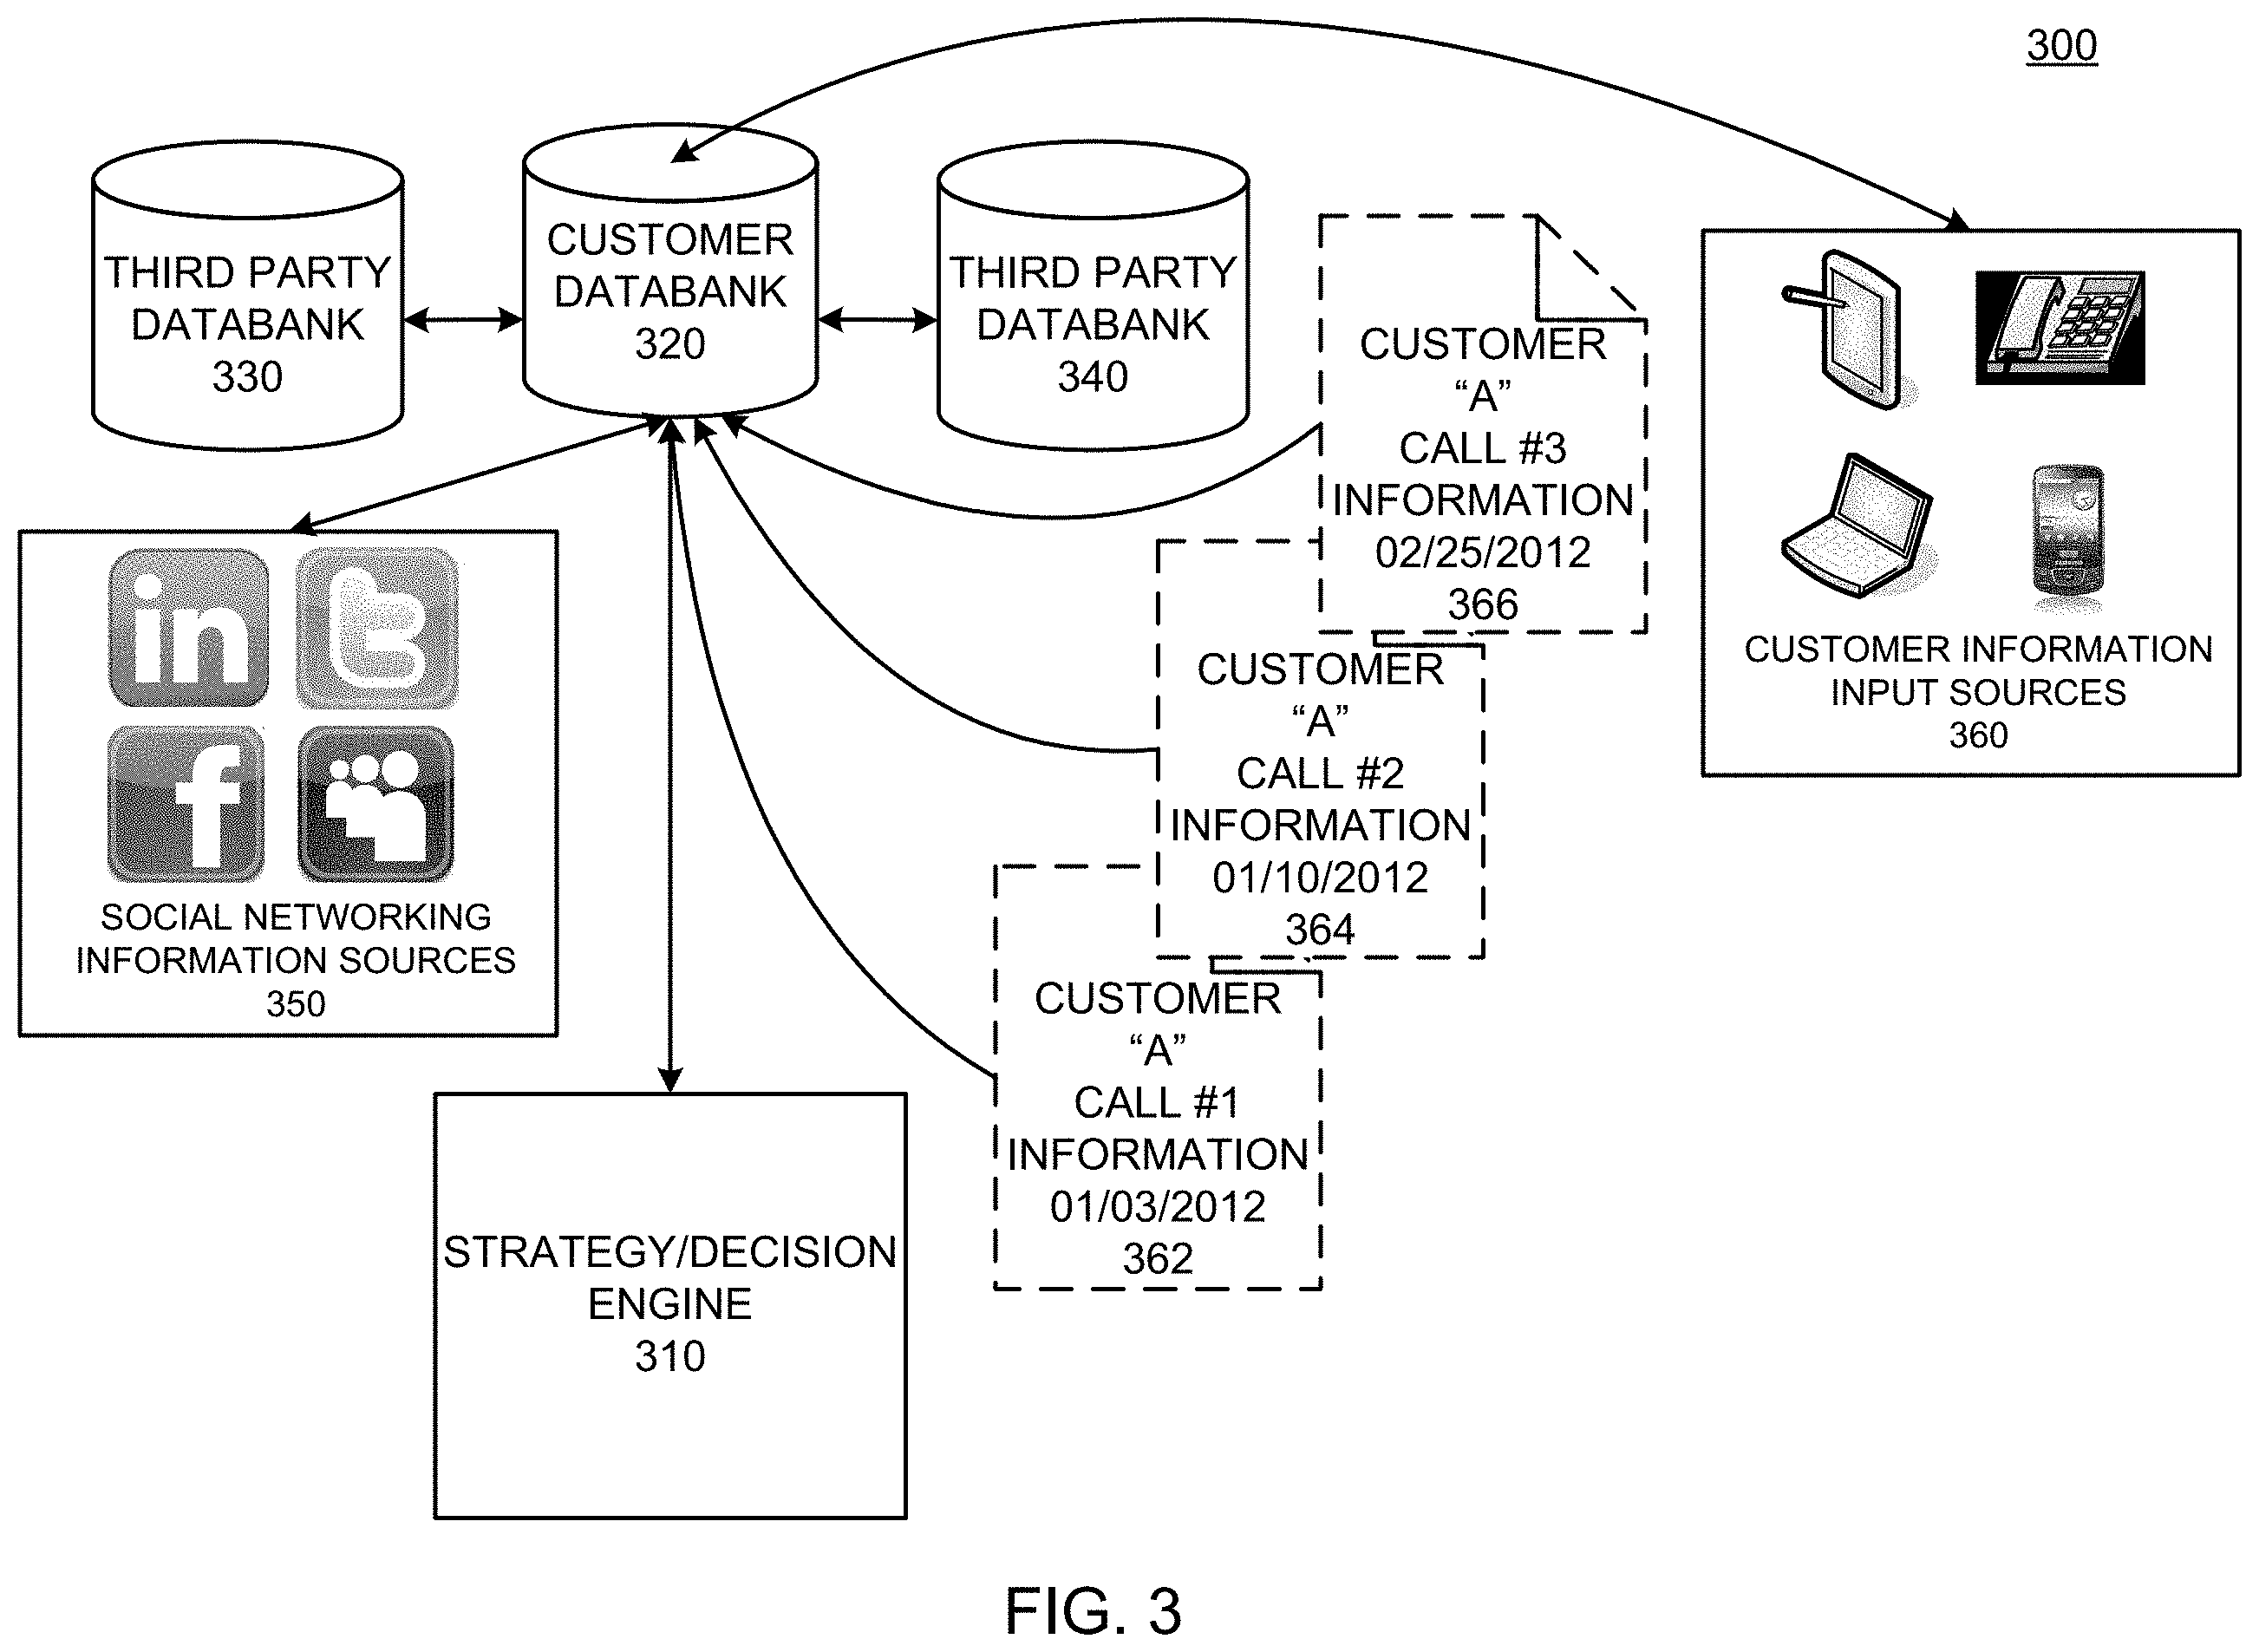 300
THIRD PARTY
DATABANK
330
CUSTOMER
DATABANK
320
THIRD PARTY
DATABANK
340
CUSTOMER
“A”
CALL #3
INFORMATION
02/25/2012
366
CUSTOMER INFORMATION
INPUT SOURCES
360
in
t
f
SOCIAL NETWORKING
INFORMATION SOURCES
350
CUSTOMER
“A”
CALL #2
INFORMATION
01/10/2012
364
CUSTOMER
“A”
CALL #1
INFORMATION
01/03/2012
362
STRATEGY/DECISION
ENGINE
310
FIG. 3